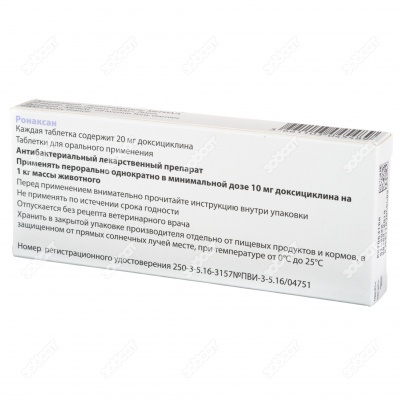 Ронаксан
Каждая таблетка содержит 20 мг доксициклина
Таблетки для орального применения
Антибактериальный лекарственный препарат
Применять перорально однократно в минимальной дозе 10 мг доксициклина на
1 кг массы животного
Перед применением внимательно прочитайте инструкцию внутри упаковки
Не применять по истечении срока годности
Отпускается без рецепта ветеринарного врача
Хранить в закрытой упаковке производителя отдельно от пищевых продуктов и кормов, в
защищенном от прямых солнечных лучей месте, при температуре от 0°С до 25°С
Номер регистрационного удостоверения 250-3-5.16-3157№ПВИ-3-5.16/04751